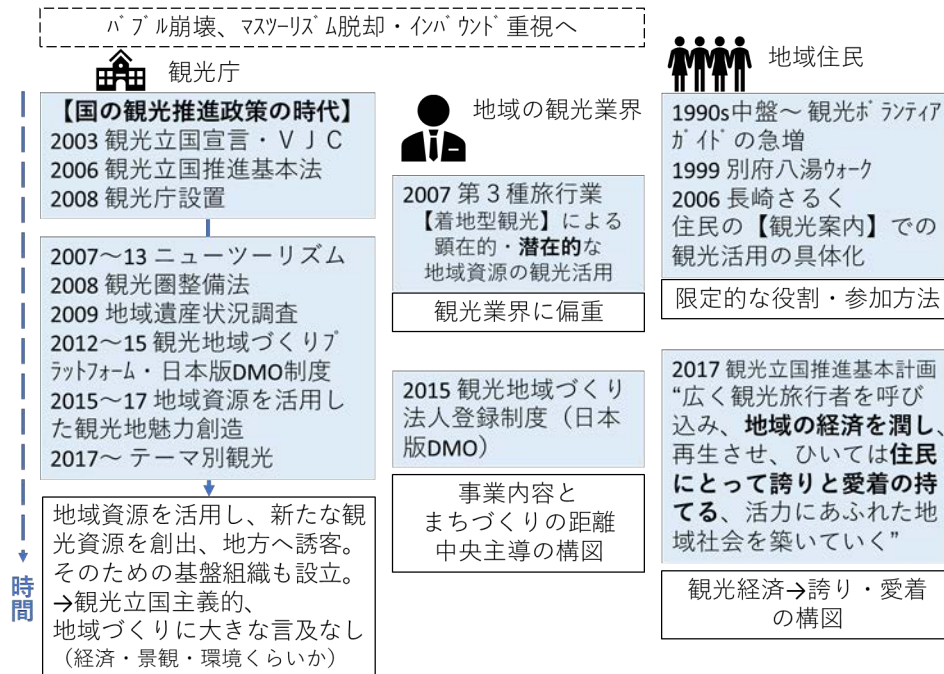 バブル崩壊、マスツーリズム脱却・インバウンド重視へ
観光庁
【国の観光推進政策の時代】
2003 観光立国宣言・ＶＪＣ
2006 観光立国推進基本法
2008 観光庁設置
2007～13 ニューツーリズム
2008 観光圏整備法
2009 地域遺産状況調査
2012～15 観光地域づくりプ
ラットフォーム・日本版DMO制度
2015～17 地域資源を活用し
た観光地魅力創造
2017～ テーマ別観光
地域資源を活用し、新たな観
光資源を創出、地方へ誘客。
そのための基盤組織も設立。
→観光立国主義的、
地域づくりに大きな言及なし
（経済・景観・環境くらいか）
時間
地域の観光業界
2007 第３種旅行業
【着地型観光】による
顕在的・潜在的な
地域資源の観光活用
観光業界に偏重
2015 観光地域づくり
法人登録制度（日本
版DMO）
事業内容と
まちづくりの距離
中央主導の構図
地域住民
1990s中盤～ 観光ボランティア
ガイドの急増
1999 別府八湯ウォーク
2006 長崎さるく
住民の【観光案内】での
観光活用の具体化
限定的な役割・参加方法
2017 観光立国推進基本計画
“広く観光旅行者を呼び
込み、地域の経済を潤し、
再生させ、ひいては住民
にとって誇りと愛着の持
てる、活力にあふれた地
域社会を築いていく”
観光経済→誇り・愛着
の構図